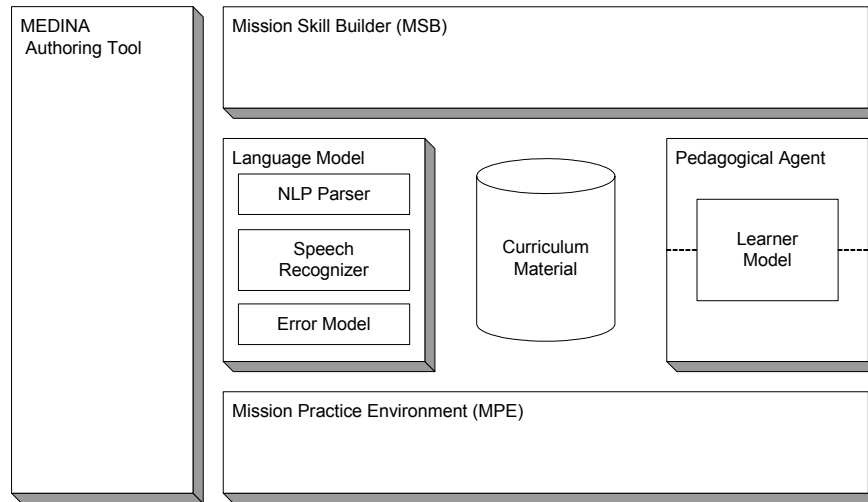 MEDINA
Authoring Tool
Mission Skill Builder (MSB)
Language Model
NLP Parser
Speech
Recognizer
Error Model
Curriculum
Material
Pedagogical Agent
Learner
Model
Mission Practice Environment (MPE)